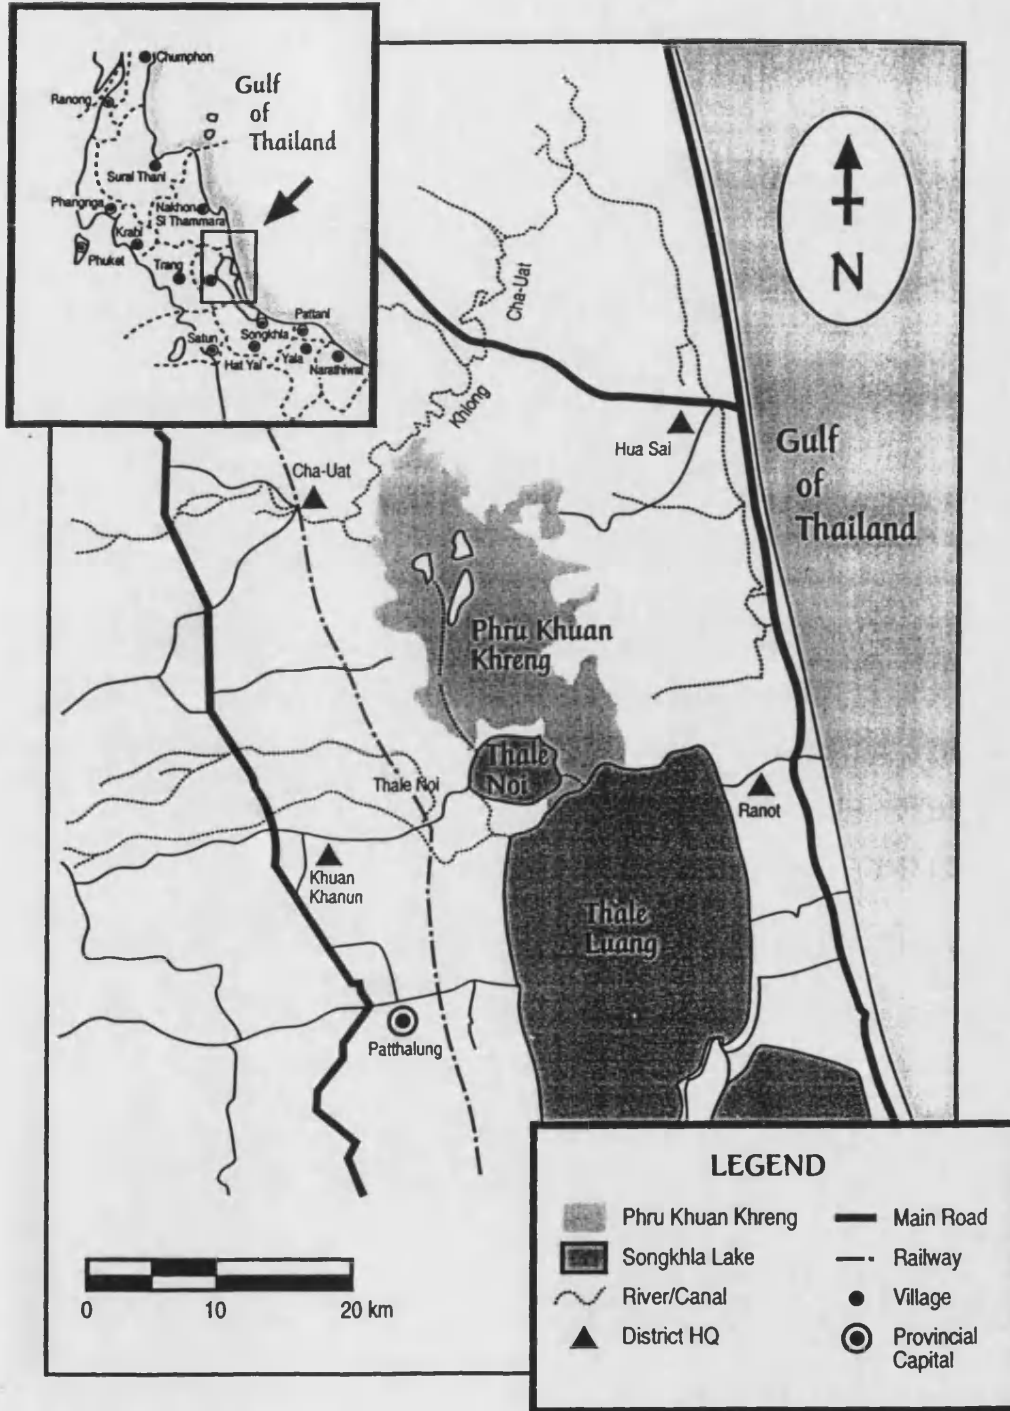 Chumphon
Gulf
of
Thailand
Ranong
Surat Thani
Phangnga
Nakhon
Si Thammara
Krabi
Phuket
Trang
Pattani
Songkhla
Satun
Hat Yai
Yala
Narathiwat
N
Cha-Uat
Khlong
Hua Sai
Gulf
of
Thailand
Cha-Uat
Phru Khuan
Khreng
Thale
Noi
Thale Noi
Ranot
Khuan
Khanun
Thale
Luang
Patthalung
0 10 20 km
LEGEND
Phru Khuan Khreng
Songkhla Lake
River/Canal
District HQ
Main Road
Railway
Village
Provincial
Capital